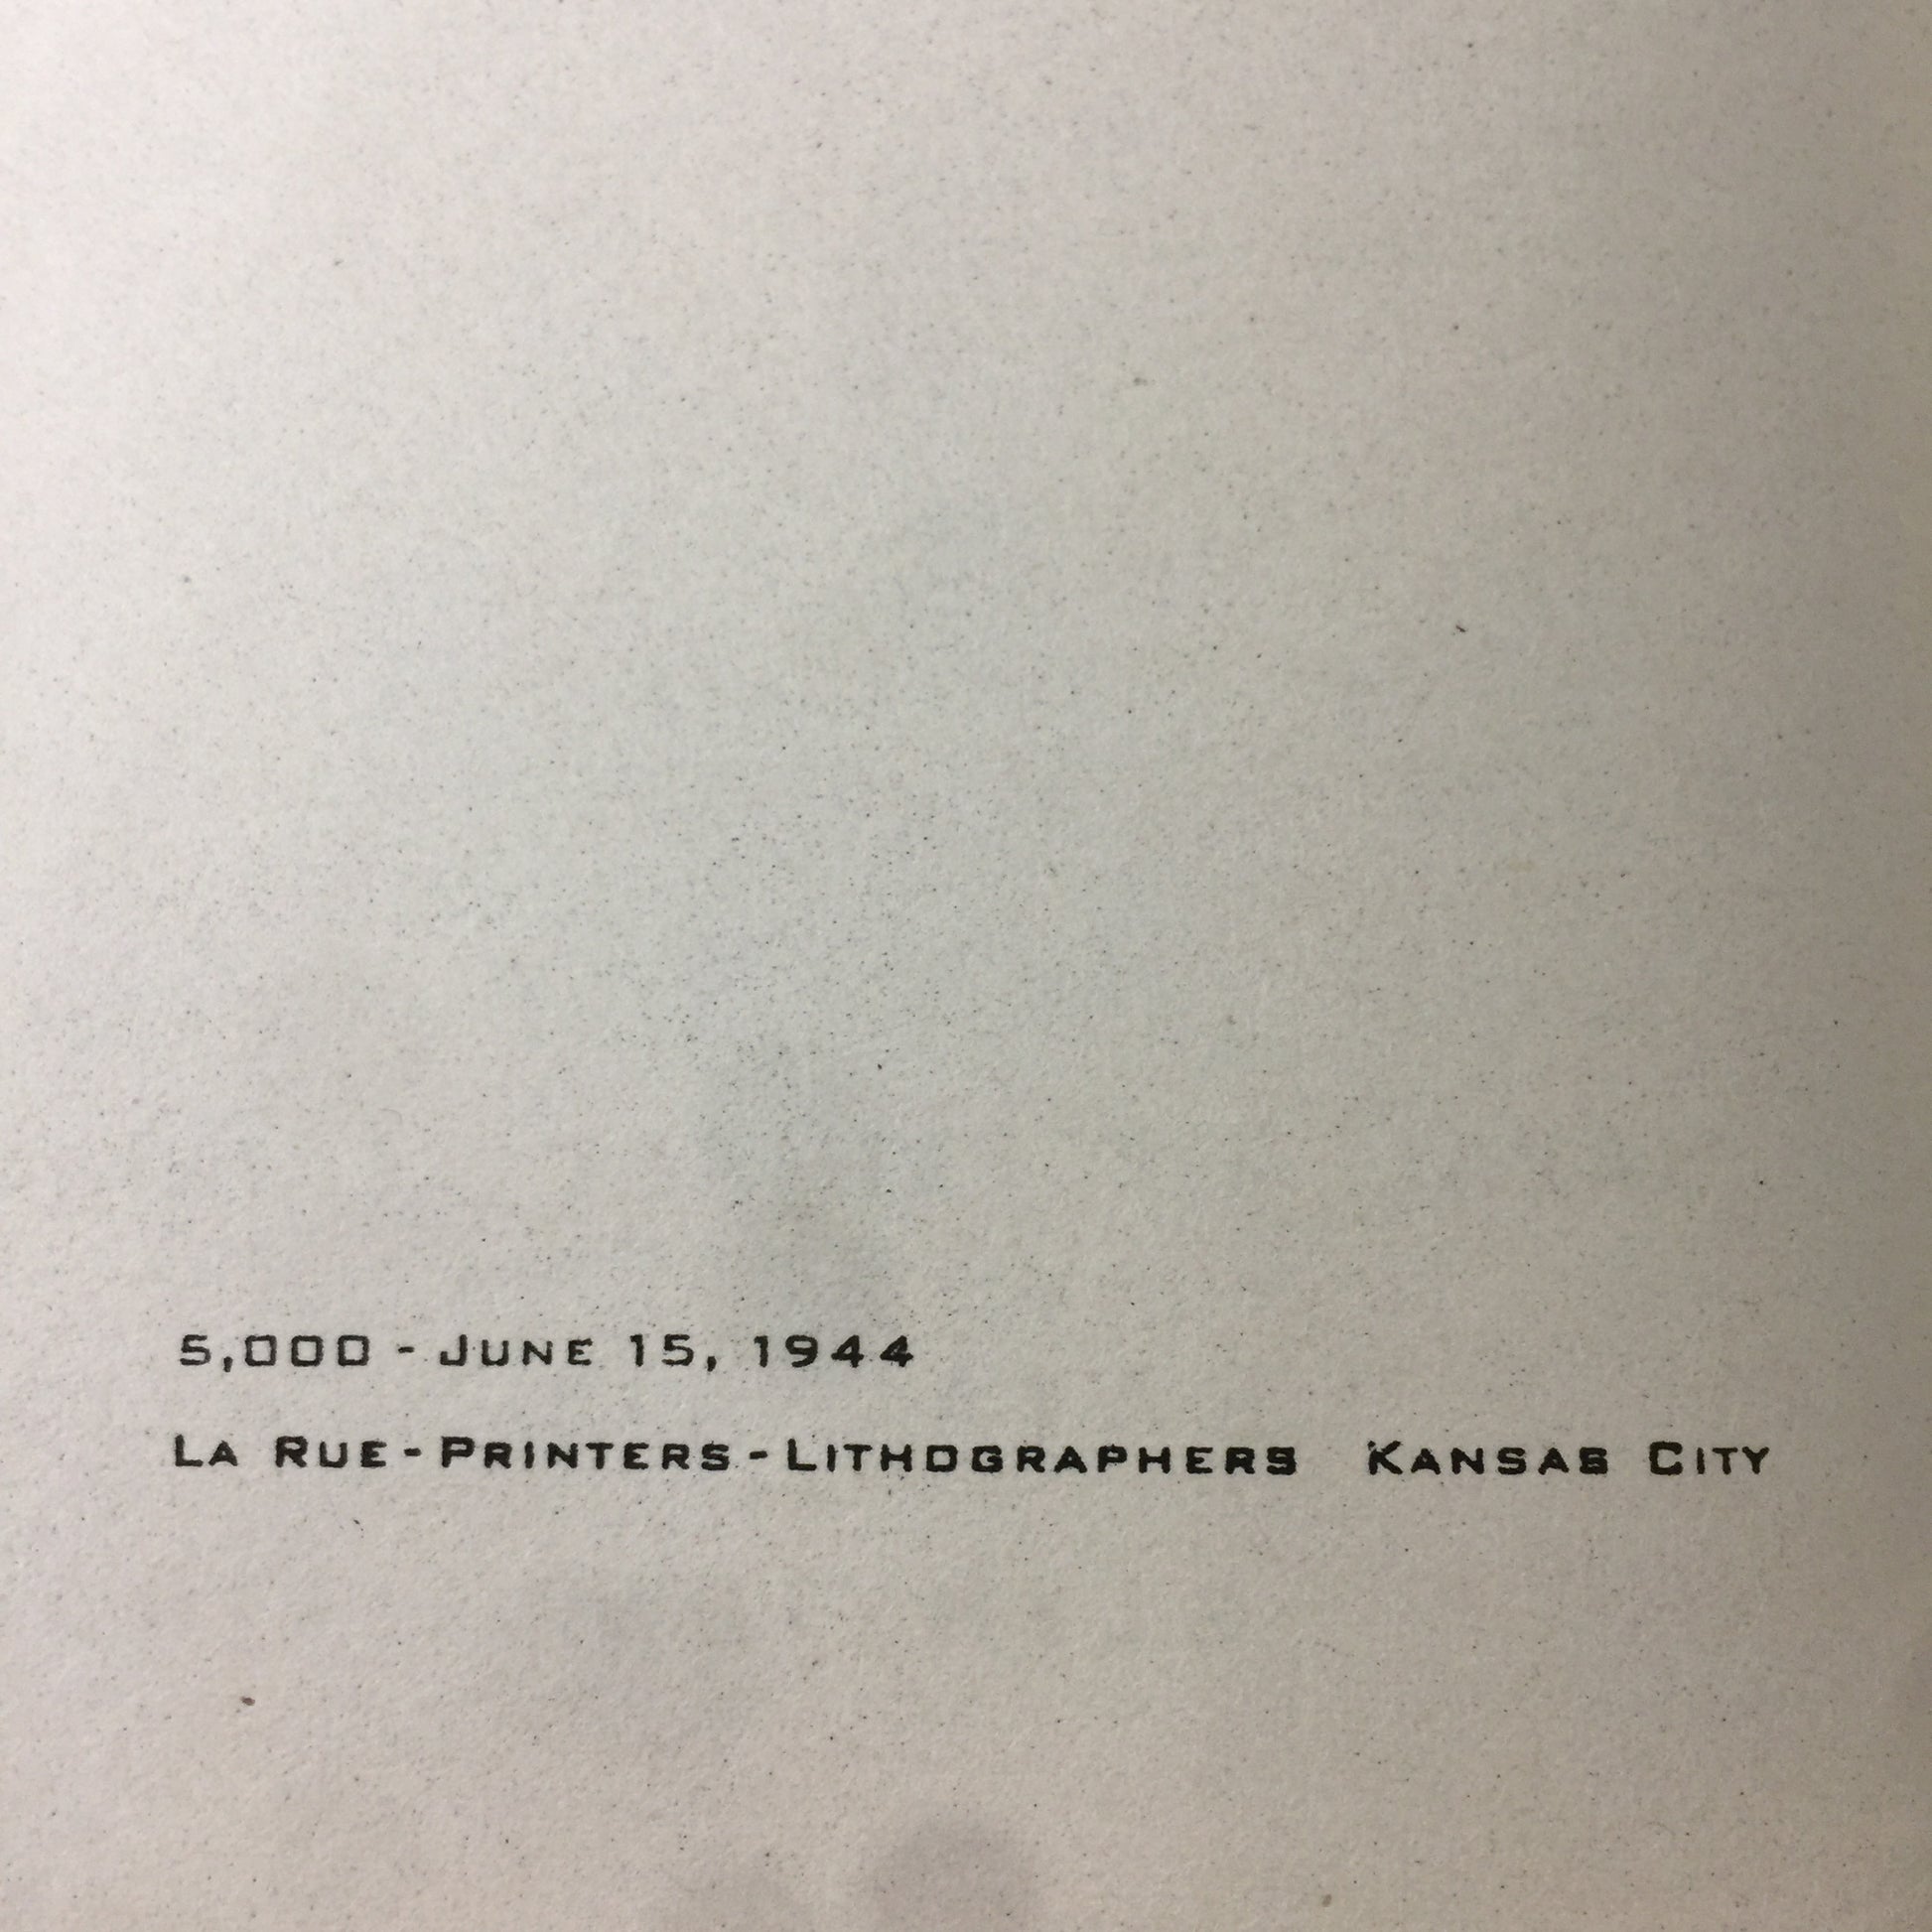 5,000 - June 15, 1944
La Rue - Printers - Lithographers Kansas City